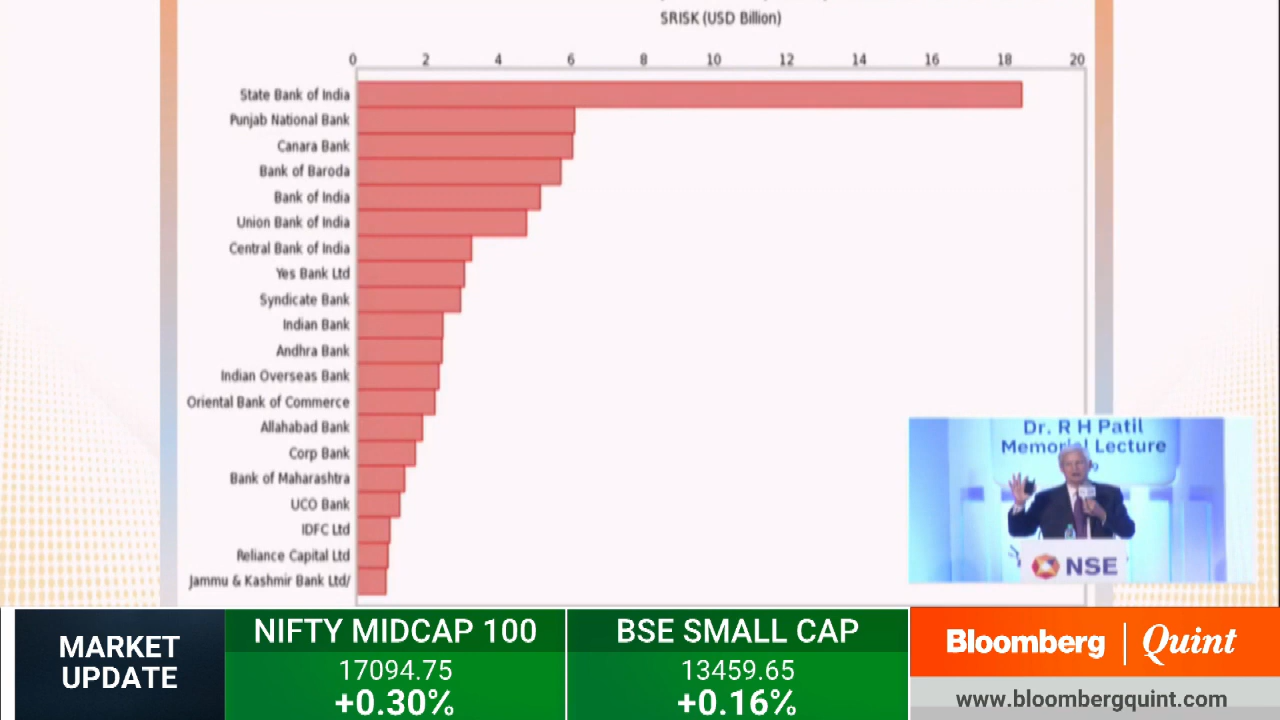 SRISK (USD Billion)
0 2 4 6 8 10 12 14 16 18 20
State Bank of India
Punjab National Bank
Canara Bank
Bank of Baroda
Bank of India
Union Bank of India
Central Bank of India
Yes Bank Ltd
Syndicate Bank
Indian Bank
Andhra Bank
Indian Overseas Bank
Oriental Bank of Commerce
Allahabad Bank
Corp Bank
Bank of Maharashtra
UCO Bank
IDFC Ltd
Reliance Capital Ltd
Jammu & Kashmir Bank Ltd/
Dr. R H Patil
Memorial Lecture
NSE
MARKET
UPDATE
NIFTY MIDCAP 100
17094.75
+0.30%
BSE SMALL CAP
13459.65
+0.16%
Bloomberg | Quint
www.bloombergquint.com